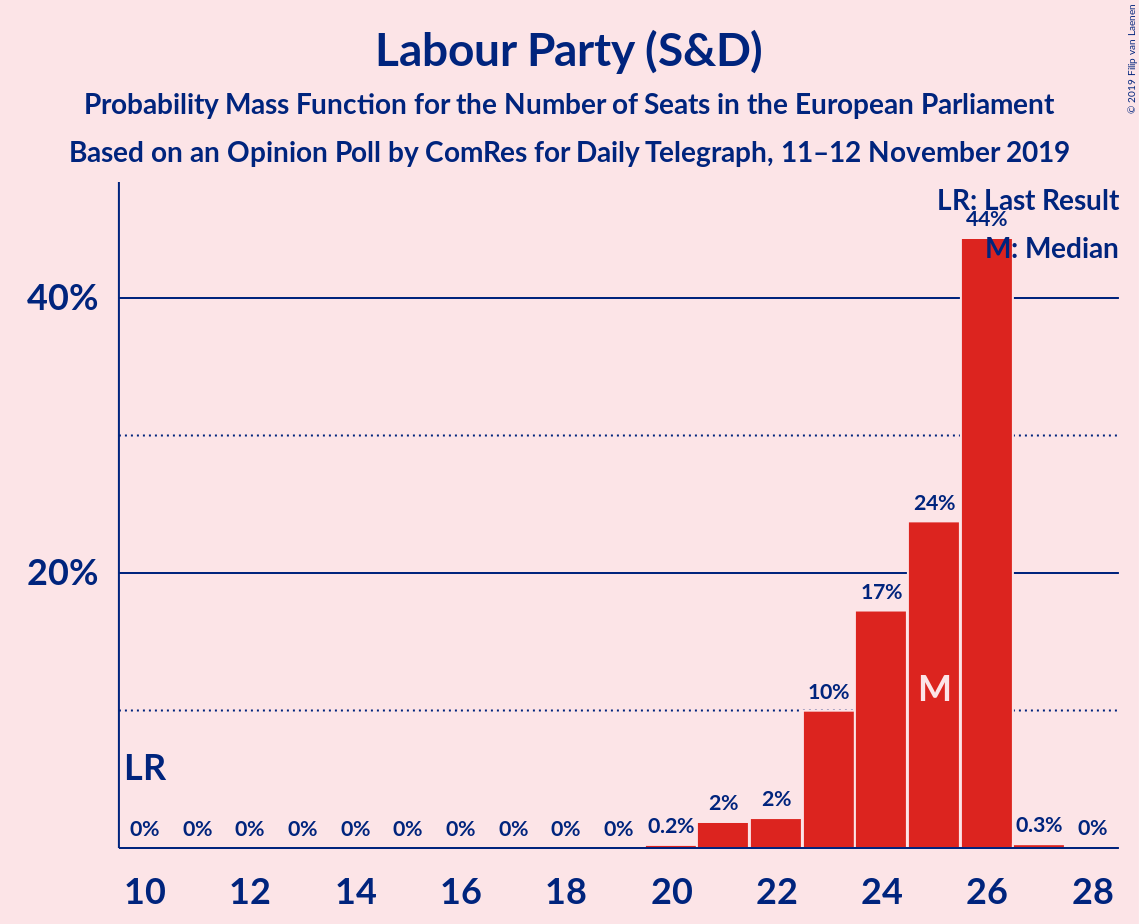 Labour Party (S&D)
Probability Mass Function for the Number of Seats in the European Parliament
Based on an Opinion Poll by ComRes for Daily Telegraph, 11–12 November 2019
© 2019 Filip van Laenen
LR: Last Result
M: Median
40%
20%
44%
24%
17%
10%
M
LR
0% 0% 0% 0% 0% 0% 0% 0% 0% 0% 0.2% 2% 2% 0.3% 0%
10 12 14 16 18 20 22 24 26 28